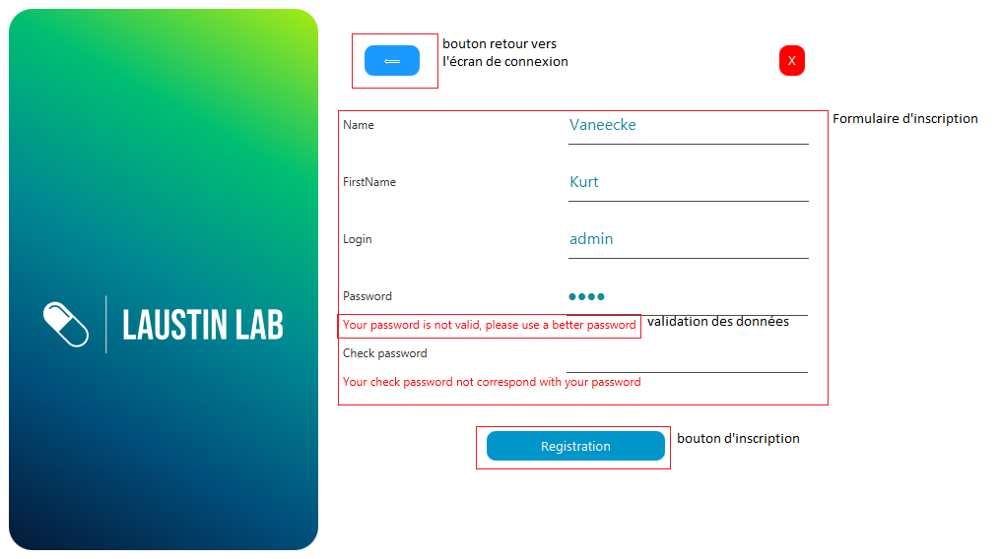 ⟸
bouton retour vers
l'écran de connexion
X
Formulaire d'inscription
Name
Vaneecke
FirstName
Kurt
Login
admin
Password
●●●●
Your password is not valid, please use a better password
validation des données
Check password
Your check password not correspond with your password
Registration
bouton d'inscription
LAUSTIN LAB